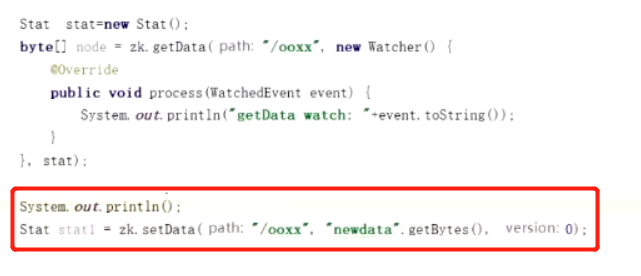 Stat stat=new Stat();
byte[] node = zk.getData( path: "/ooxx", new Watcher() {
@Override
public void process(WatchedEvent event) {
System.out.println("getData watch: "+event.toString());
}
}, stat);
System.out.println();
Stat stat1 = zk.setData( path: "/ooxx", "newdata".getBytes(), version: 0);